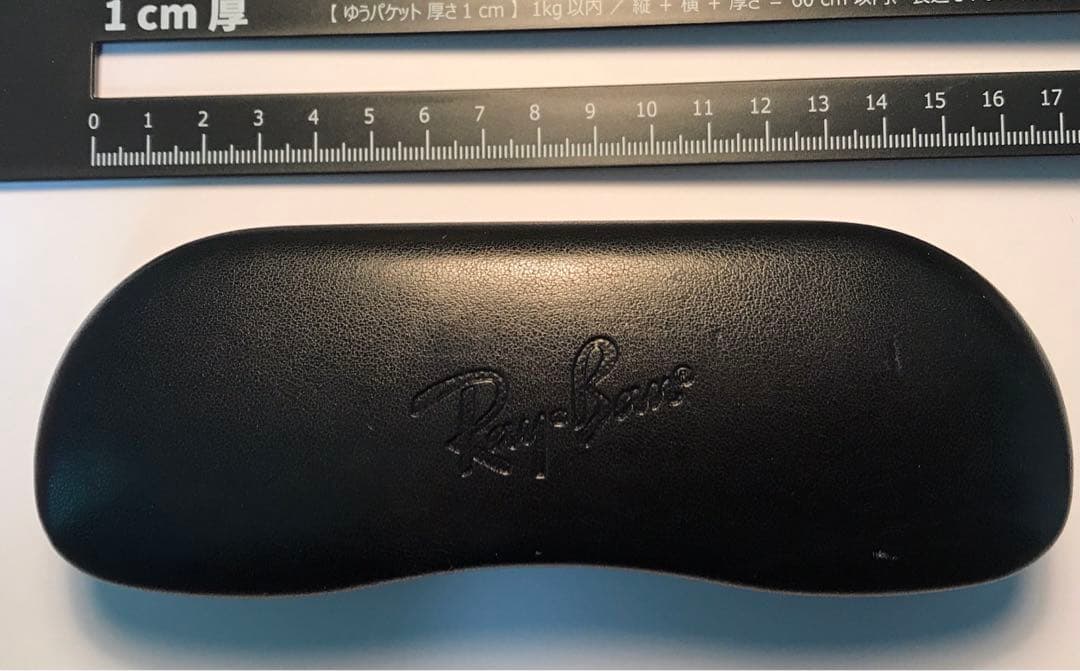 1 cm 厚
【 ゆうパケット 厚さ 1 cm 】 1kg 以内 ／ 縦 + 横 + 厚さ = 60 cm 以内、
0 1 2 3 4 5 6 7 8 9 10 11 12 13 14 15 16 17
Ray-Ban®